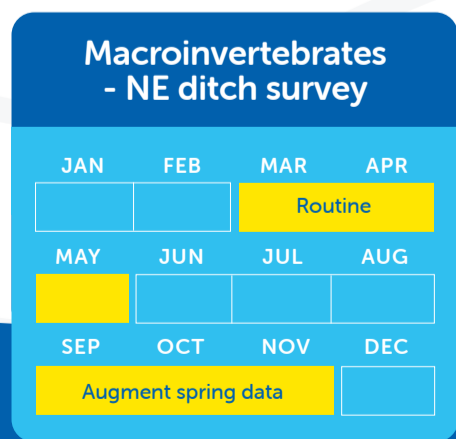 Macroinvertebrates
- NE ditch survey
JAN FEB MAR APR
Routine
MAY JUN JUL AUG
SEP OCT NOV DEC
Augment spring data